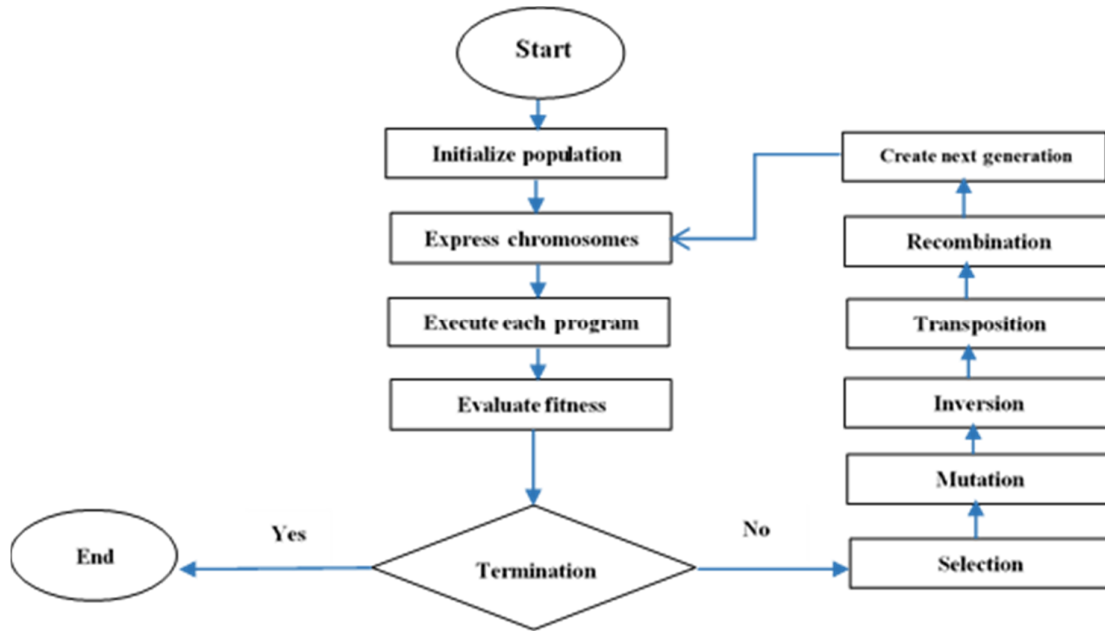 Start
Initialize population
Express chromosomes
Execute each program
Evaluate fitness
Termination
Yes
End
No
Selection
Mutation
Inversion
Transposition
Recombination
Create next generation